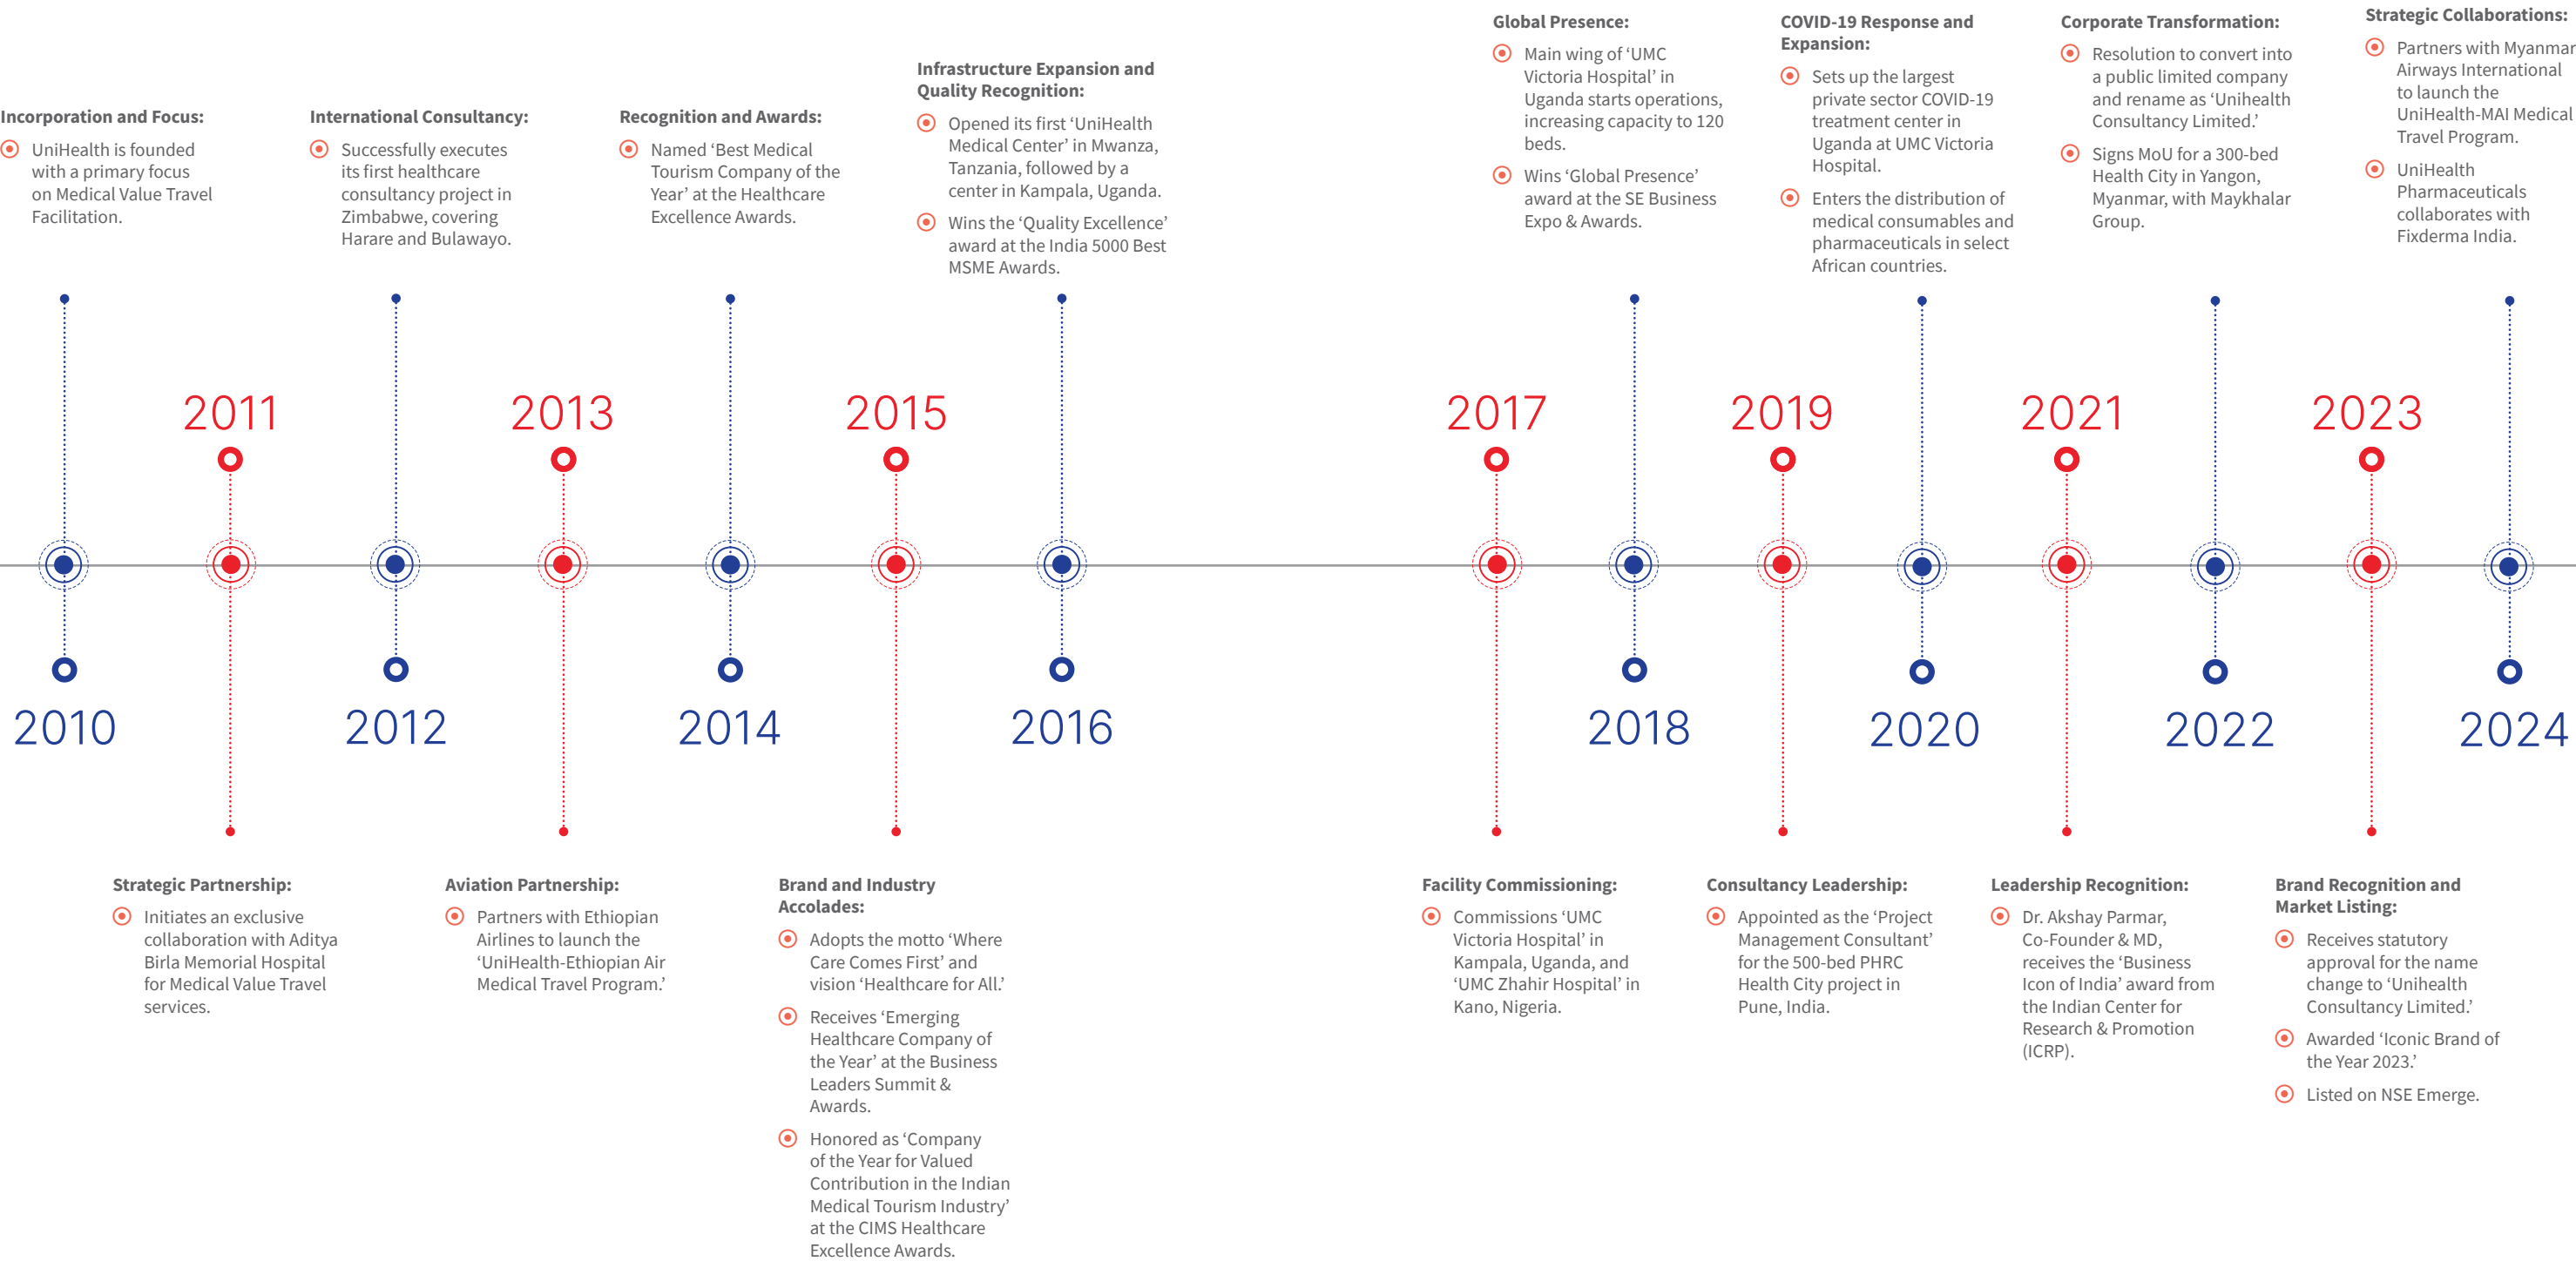 Incorporation and Focus:
UniHealth is founded
with a primary focus
on Medical Value Travel
Facilitation.
2010
2011
Strategic Partnership:
Initiates an exclusive
collaboration with Aditya
Birla Memorial Hospital
for Medical Value Travel
services.
International Consultancy:
Successfully executes
its first healthcare
consultancy project in
Zimbabwe, covering
Harare and Bulawayo.
2012
2013
Aviation Partnership:
Partners with Ethiopian
Airlines to launch the
‘UniHealth-Ethiopian Air
Medical Travel Program.’
Recognition and Awards:
Named ‘Best Medical
Tourism Company of the
Year’ at the Healthcare
Excellence Awards.
2014
2015
Brand and Industry
Accolades:
Adopts the motto ‘Where
Care Comes First’ and
vision ‘Healthcare for All.’
Receives ‘Emerging
Healthcare Company of
the Year’ at the Business
Leaders Summit &
Awards.
Honored as ‘Company
of the Year for Valued
Contribution in the Indian
Medical Tourism Industry’
at the CIMS Healthcare
Excellence Awards.
Infrastructure Expansion and
Quality Recognition:
Opened its first ‘UniHealth
Medical Center’ in Mwanza,
Tanzania, followed by a
center in Kampala, Uganda.
Wins the ‘Quality Excellence’
award at the India 5000 Best
MSME Awards.
2016
2017
Facility Commissioning:
Commissions ‘UMC
Victoria Hospital’ in
Kampala, Uganda, and
‘UMC Zhahir Hospital’ in
Kano, Nigeria.
Global Presence:
Main wing of ‘UMC
Victoria Hospital’ in
Uganda starts operations,
increasing capacity to 120
beds.
Wins ‘Global Presence’
award at the SE Business
Expo & Awards.
2018
2019
Consultancy Leadership:
Appointed as the ‘Project
Management Consultant’
for the 500-bed PHRC
Health City project in
Pune, India.
COVID-19 Response and
Expansion:
Sets up the largest
private sector COVID-19
treatment center in
Uganda at UMC Victoria
Hospital.
Enters the distribution of
medical consumables and
pharmaceuticals in select
African countries.
2020
2021
Leadership Recognition:
Dr. Akshay Parmar,
Co-Founder & MD,
receives the ‘Business
Icon of India’ award from
the Indian Center for
Research & Promotion
(ICRP).
Corporate Transformation:
Resolution to convert into
a public limited company
and rename as ‘Unihealth
Consultancy Limited.’
Signs MoU for a 300-bed
Health City in Yangon,
Myanmar, with Maykhalar
Group.
2022
2023
Brand Recognition and
Market Listing:
Receives statutory
approval for the name
change to ‘Unihealth
Consultancy Limited.’
Awarded ‘Iconic Brand of
the Year 2023.’
Listed on NSE Emerge.
Strategic Collaborations:
Partners with Myanmar
Airways International
to launch the
UniHealth-MAI Medical
Travel Program.
UniHealth
Pharmaceuticals
collaborates with
Fixderma India.
2024